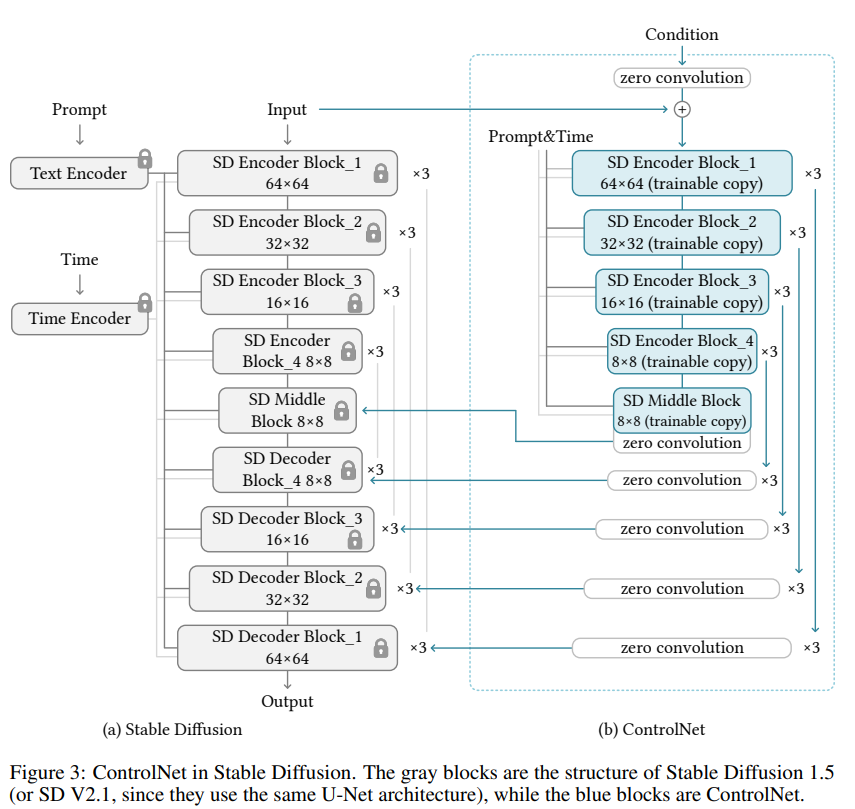 Condition
zero convolution
Prompt
Input
+
Prompt&Time
Text Encoder
SD Encoder Block_1
64×64
×3
SD Encoder Block_1
64×64 (trainable copy)
×3
SD Encoder Block_2
32×32
×3
SD Encoder Block_2
32×32 (trainable copy)
×3
Time
SD Encoder Block_3
16×16
×3
SD Encoder Block_3
16×16 (trainable copy)
×3
Time Encoder
SD Encoder
Block_4 8×8
×3
SD Encoder Block_4
8×8 (trainable copy)
×3
SD Middle
Block 8×8
SD Middle Block
8×8 (trainable copy)
zero convolution
SD Decoder
Block_4 8×8
×3
zero convolution
×3
SD Decoder Block_3
16×16
×3
zero convolution
×3
SD Decoder Block_2
32×32
×3
zero convolution
×3
SD Decoder Block_1
64×64
×3
zero convolution
×3
Output
(a) Stable Diffusion
(b) ControlNet
Figure 3: ControlNet in Stable Diffusion. The gray blocks are the structure of Stable Diffusion 1.5
(or SD V2.1, since they use the same U-Net architecture), while the blue blocks are ControlNet.